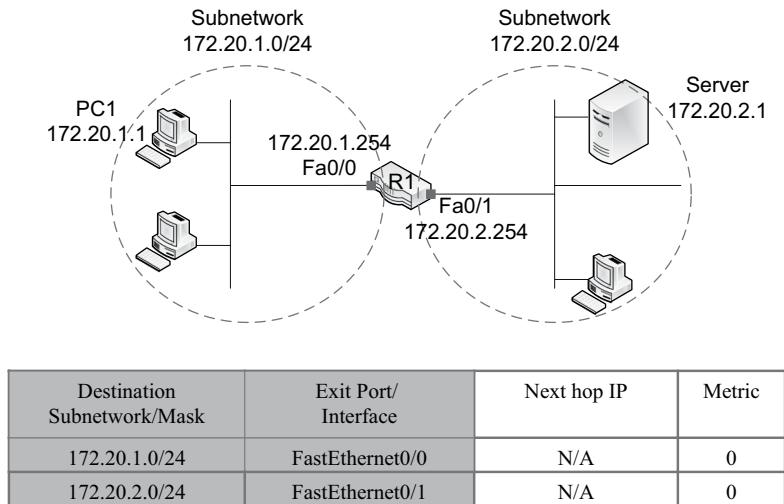 Subnetwork
172.20.1.0/24
Subnetwork
172.20.2.0/24
Server
172.20.2.1
PC1
172.20.1.1
172.20.1.254
Fa0/0
R1
Fa0/1
172.20.2.254
Destination Subnetwork/Mask
Exit Port/ Interface
Next hop IP
Metric
172.20.1.0/24 FastEthernet0/0 N/A 0
172.20.2.0/24 FastEthernet0/1 N/A 0